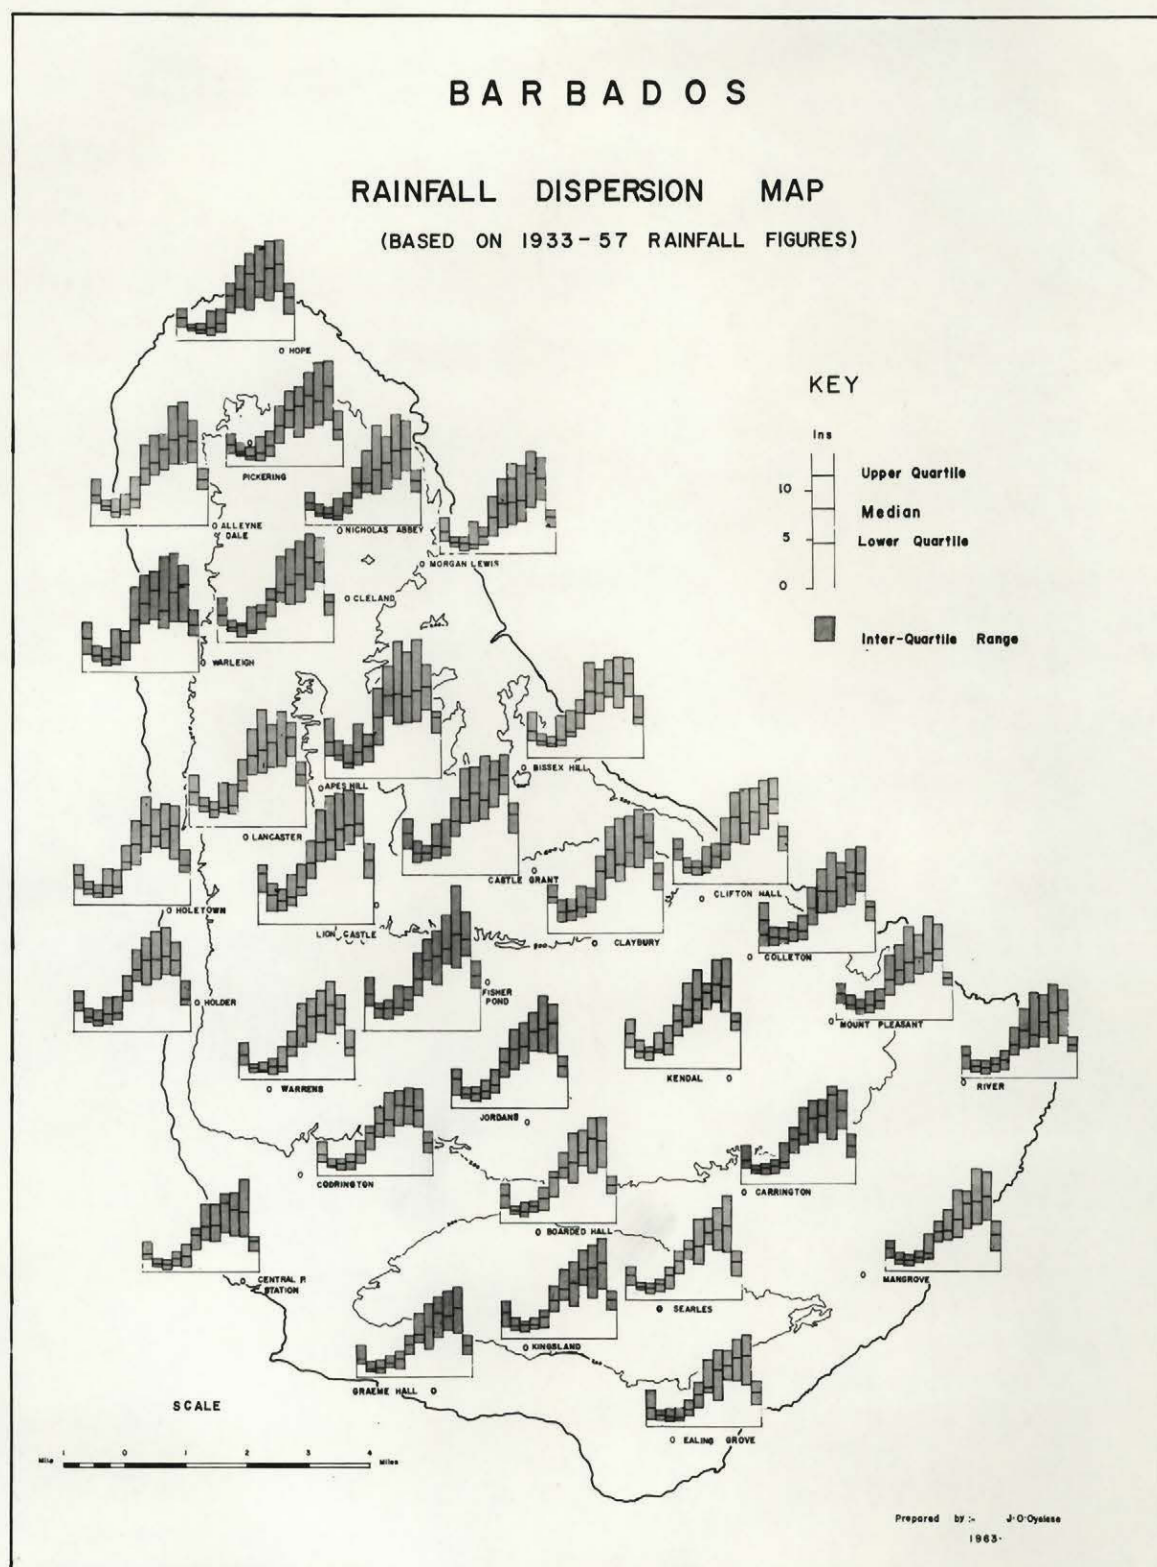 BARBADOS
RAINFALL DISPERSION MAP
(BASED ON 1933-57 RAINFALL FIGURES)
KEY
Ins
Upper Quartile
10
Median
5
Lower Quartile
0
Inter-Quartile Range
HOPE
PICKERING
ALLEYNE
DALE
NICHOLAS ABBEY
MORGAN LEWIS
CLELAND
WARLEIGH
BISSEX HILL
APES HILL
LANCASTER
CASTLE GRANT
CLIFTON HALL
HOLETOWN
LION CASTLE
CLAYBURY
COLLETON
FISHER
POND
HOLDER
MOUNT PLEASANT
WARRENS
KENDAL
RIVER
JORDANS
CODRINGTON
CARRINGTON
BOARDED HALL
CENTRAL P.
STATION
MANGROVE
SEARLES
KINGSLAND
GRAEME HALL
EALING GROVE
SCALE
1 0 1 2 3 4
Mile Miles
Prepared by:- J.O.Oyelese
1963.